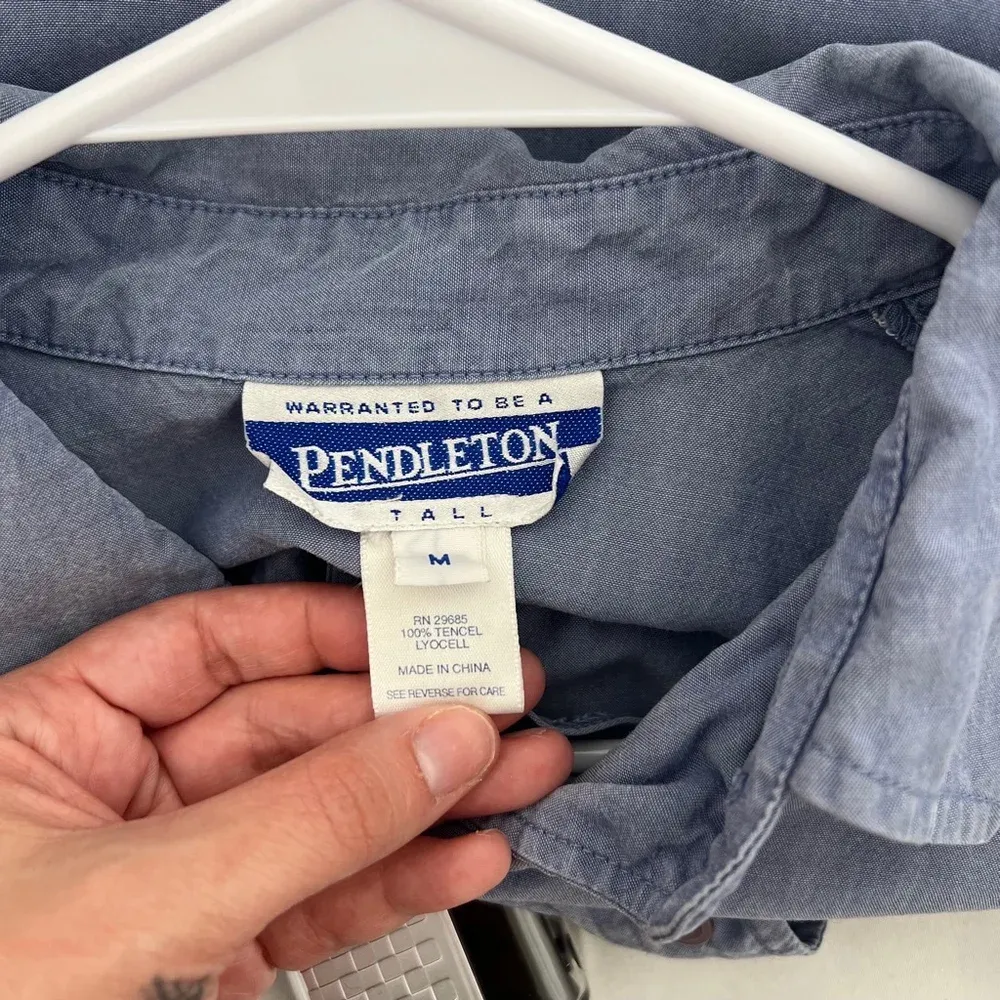 WARRANTED TO BE A
PENDLETON
TALL
M
RN 29685
100% TENCEL
LYOCELL
MADE IN CHINA
SEE REVERSE FOR CARE